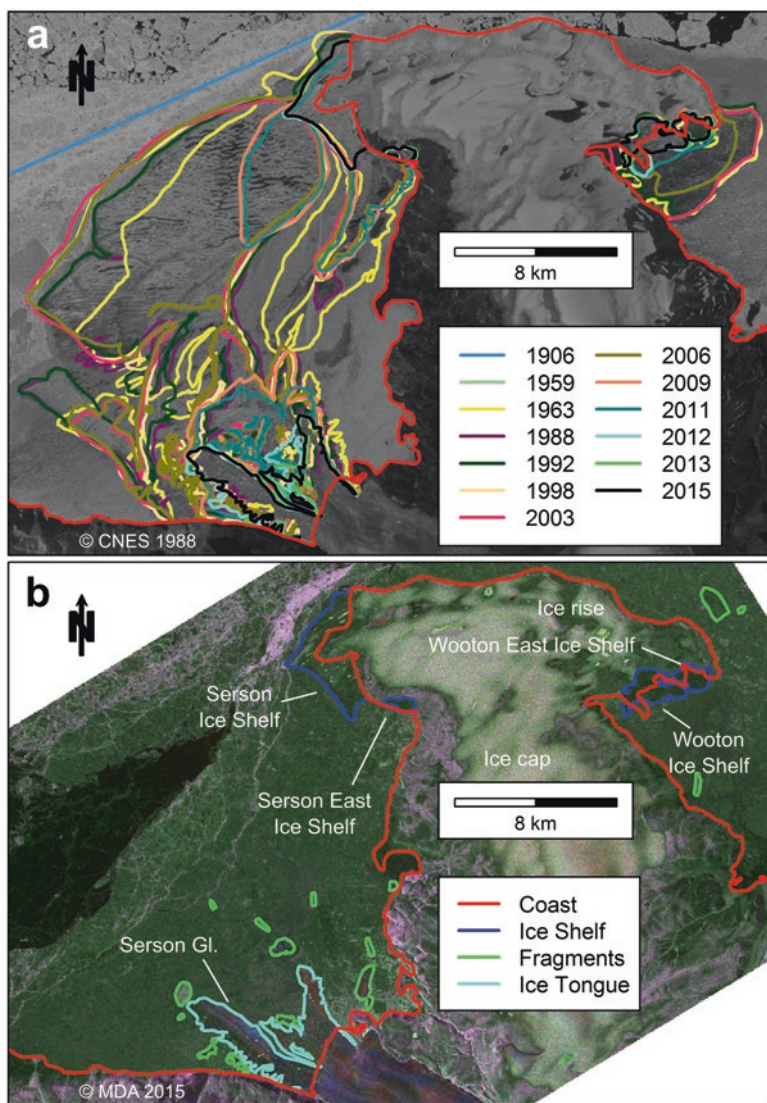 a
N
8 km
1906
1959
1963
1988
1992
1998
2003
2006
2009
2011
2012
2013
2015
© CNES 1988
b
N
Ice rise
Wooton East Ice Shelf
Serson
Ice Shelf
Wooton
Ice Shelf
Ice cap
Serson East
Ice Shelf
8 km
Coast
Ice Shelf
Fragments
Ice Tongue
Serson Gl.
© MDA 2015